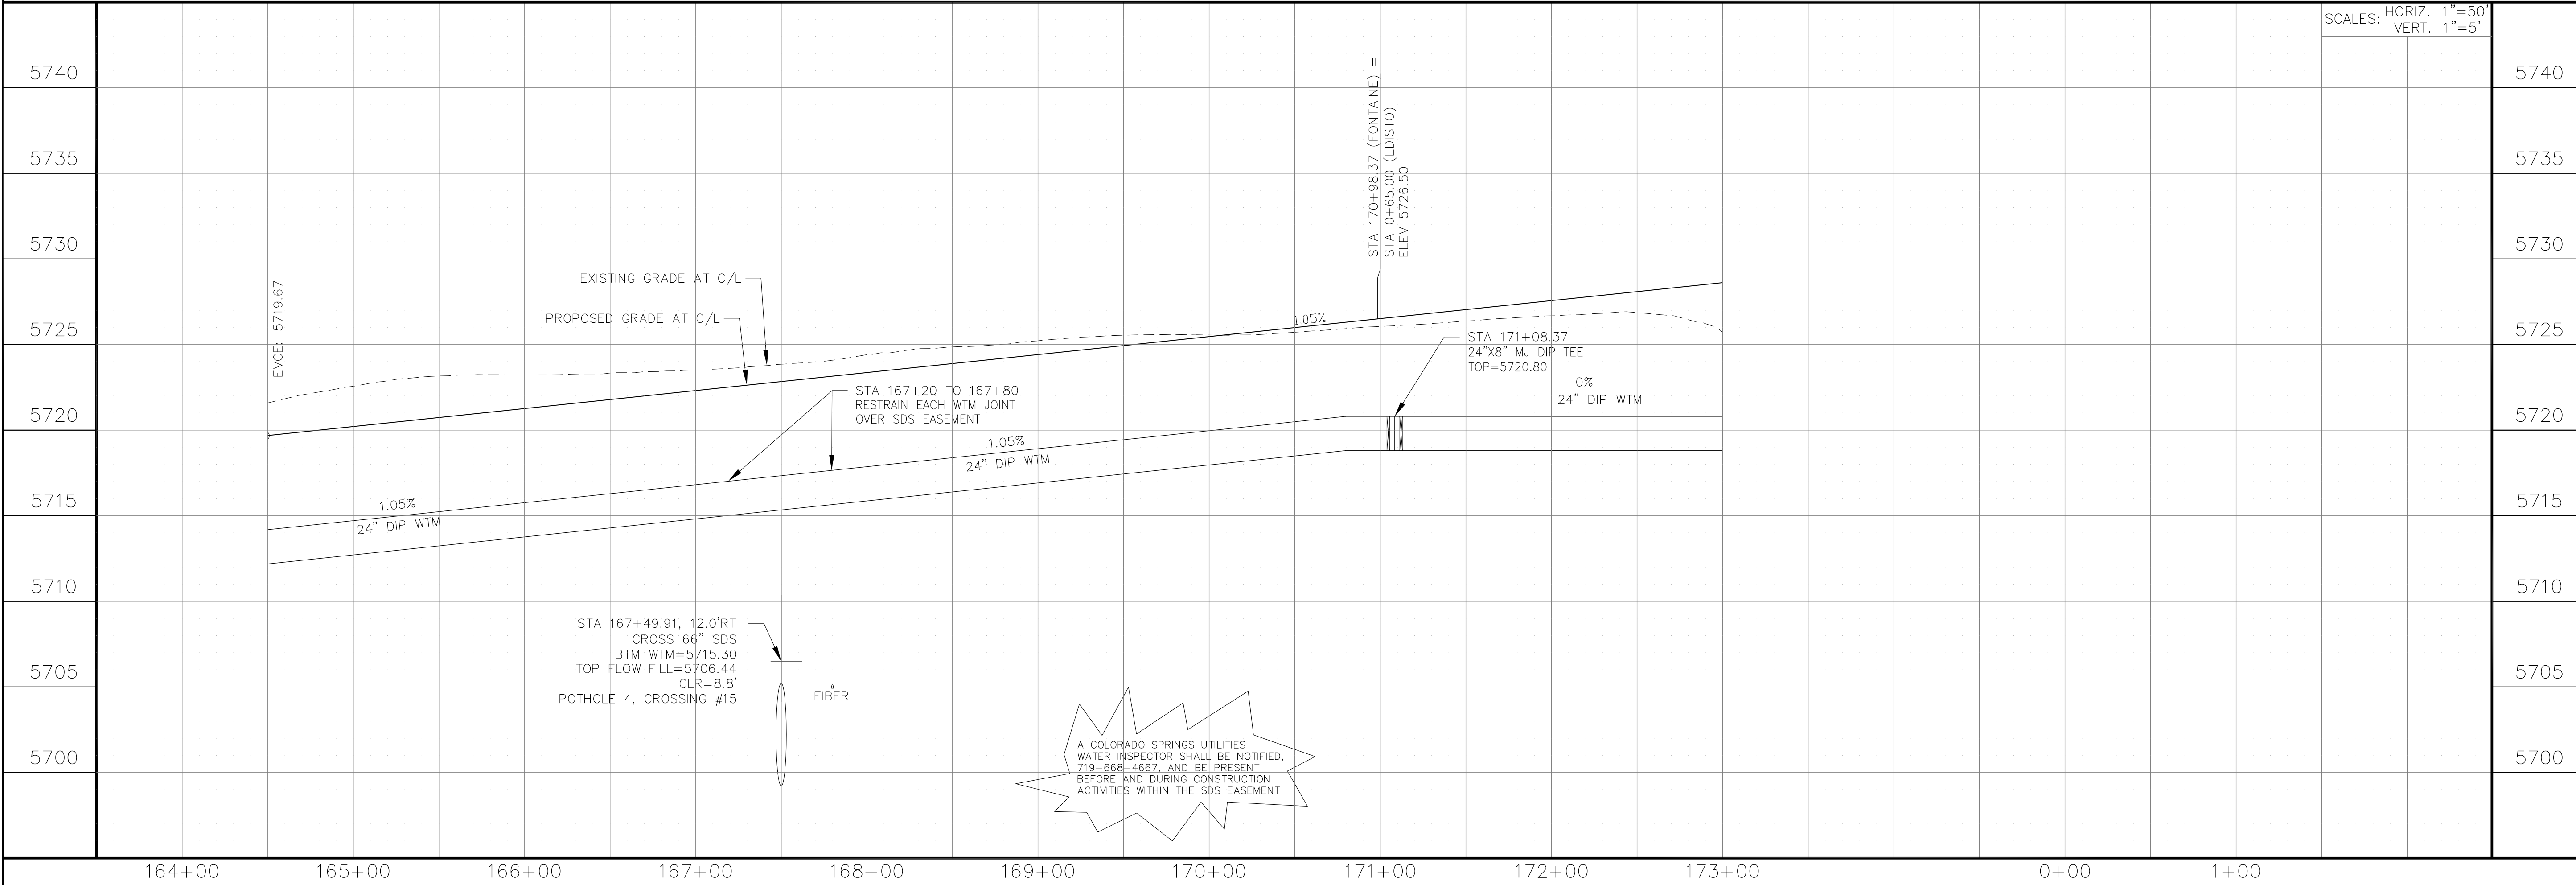 SCALES: HORIZ. 1"=50'
VERT. 1"=5'
5740
5735
5730
5725
5720
5715
5710
5705
5700
5740
5735
5730
5725
5720
5715
5710
5705
5700
EVCE: 5719.67
EXISTING GRADE AT C/L
PROPOSED GRADE AT C/L
STA 170+98.37 (FONTAINE) =
STA 0+65.00 (EDISTO)
ELEV 5726.50
1.05%
STA 171+08.37
24"X8" MJ DIP TEE
TOP=5720.80
0%
24" DIP WTM
STA 167+20 TO 167+80
RESTRAIN EACH WTM JOINT
OVER SDS EASEMENT
1.05%
24" DIP WTM
1.05%
24" DIP WTM
STA 167+49.91, 12.0'RT
CROSS 66" SDS
BTM WTM=5715.30
TOP FLOW FILL=5706.44
CLR=8.8'
POTHOLE 4, CROSSING #15
FIBER
A COLORADO SPRINGS UTILITIES
WATER INSPECTOR SHALL BE NOTIFIED,
719-668-4667, AND BE PRESENT
BEFORE AND DURING CONSTRUCTION
ACTIVITIES WITHIN THE SDS EASEMENT
164+00 165+00 166+00 167+00 168+00 169+00 170+00 171+00 172+00 173+00 0+00 1+00